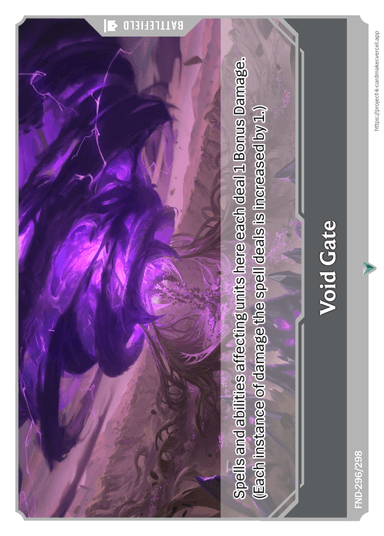 BATTLEFIELD
Spells and abilities affecting units here each deal 1 Bonus Damage.
(Each instance of damage the spell deals is increased by 1.)
Void Gate
FND-296/298
https://project-k-cardmaker.vercel.app